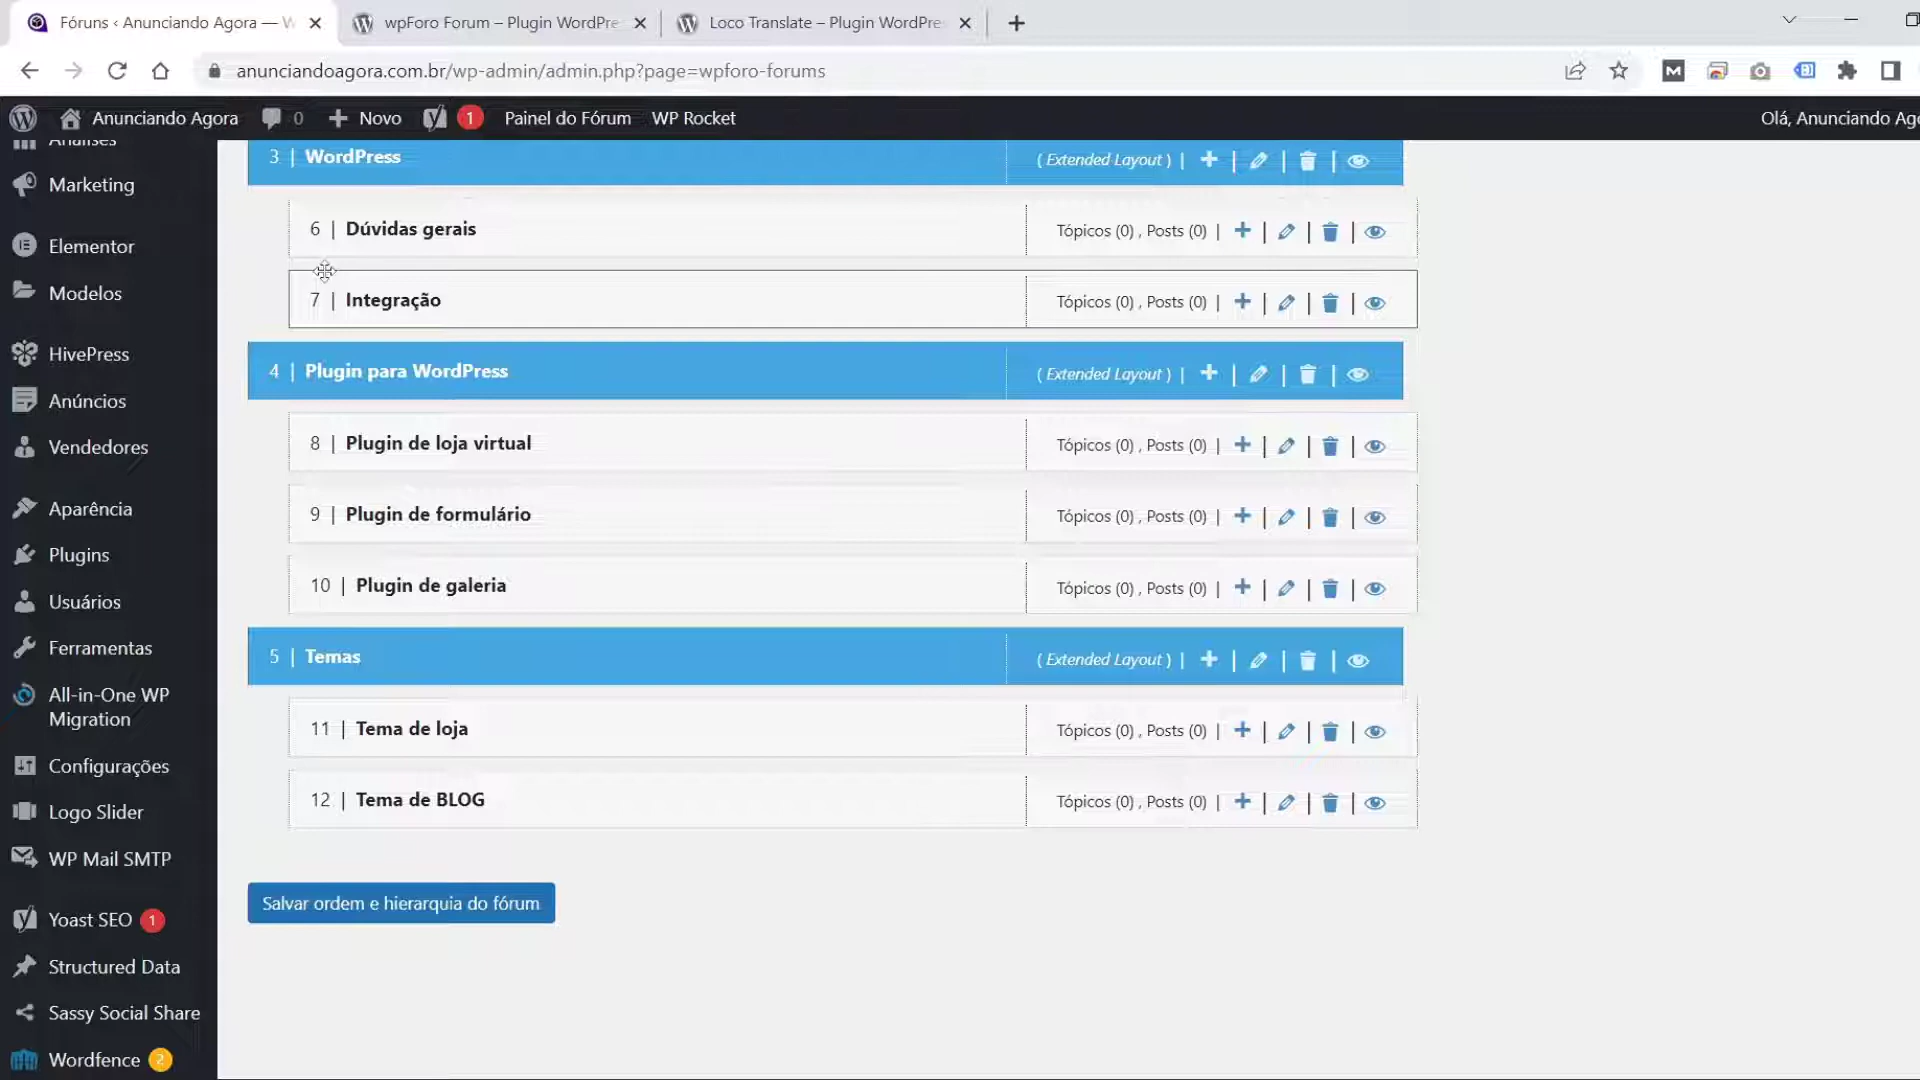 Fóruns ‹ Anunciando Agora — W
wpForo Forum – Plugin WordPre
Loco Translate – Plugin WordPre
anunciandoagora.com.br/wp-admin/admin.php?page=wpforo-forums
Anunciando Agora
0
Novo
1
Painel do Fórum
WP Rocket
Olá, Anunciando Ago
Análises
Marketing
Elementor
Modelos
HivePress
Anúncios
Vendedores
Aparência
Plugins
Usuários
Ferramentas
All-in-One WP
Migration
Configurações
Logo Slider
WP Mail SMTP
Yoast SEO 1
Structured Data
Sassy Social Share
Wordfence 2
3 | WordPress ( Extended Layout ) | | | |
6 | Dúvidas gerais Tópicos (0) , Posts (0) | | | |
7 | Integração Tópicos (0) , Posts (0) | | | |
4 | Plugin para WordPress ( Extended Layout ) | | | |
8 | Plugin de loja virtual Tópicos (0) , Posts (0) | | | |
9 | Plugin de formulário Tópicos (0) , Posts (0) | | | |
10 | Plugin de galeria Tópicos (0) , Posts (0) | | | |
5 | Temas ( Extended Layout ) | | | |
11 | Tema de loja Tópicos (0) , Posts (0) | | | |
12 | Tema de BLOG Tópicos (0) , Posts (0) | | | |
Salvar ordem e hierarquia do fórum